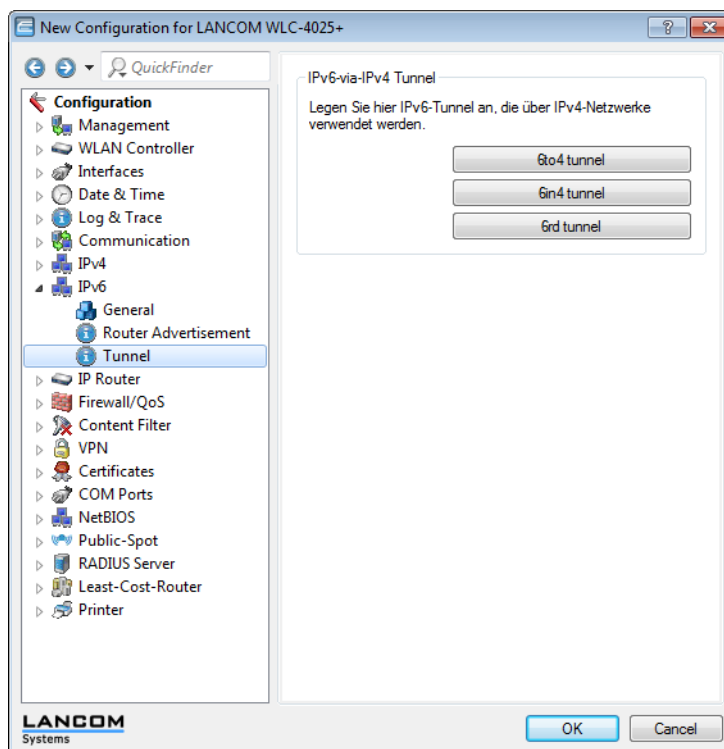 New Configuration for LANCOM WLC-4025+
QuickFinder
Configuration
Management
WLAN Controller
Interfaces
Date & Time
Log & Trace
Communication
IPv4
IPv6
General
Router Advertisement
Tunnel
IP Router
Firewall/QoS
Content Filter
VPN
Certificates
COM Ports
NetBIOS
Public-Spot
RADIUS Server
Least-Cost-Router
Printer
IPv6-via-IPv4 Tunnel
Legen Sie hier IPv6-Tunnel an, die über IPv4-Netzwerke
verwendet werden.
6to4 tunnel
6in4 tunnel
6rd tunnel
LANCOM
Systems
OK
Cancel